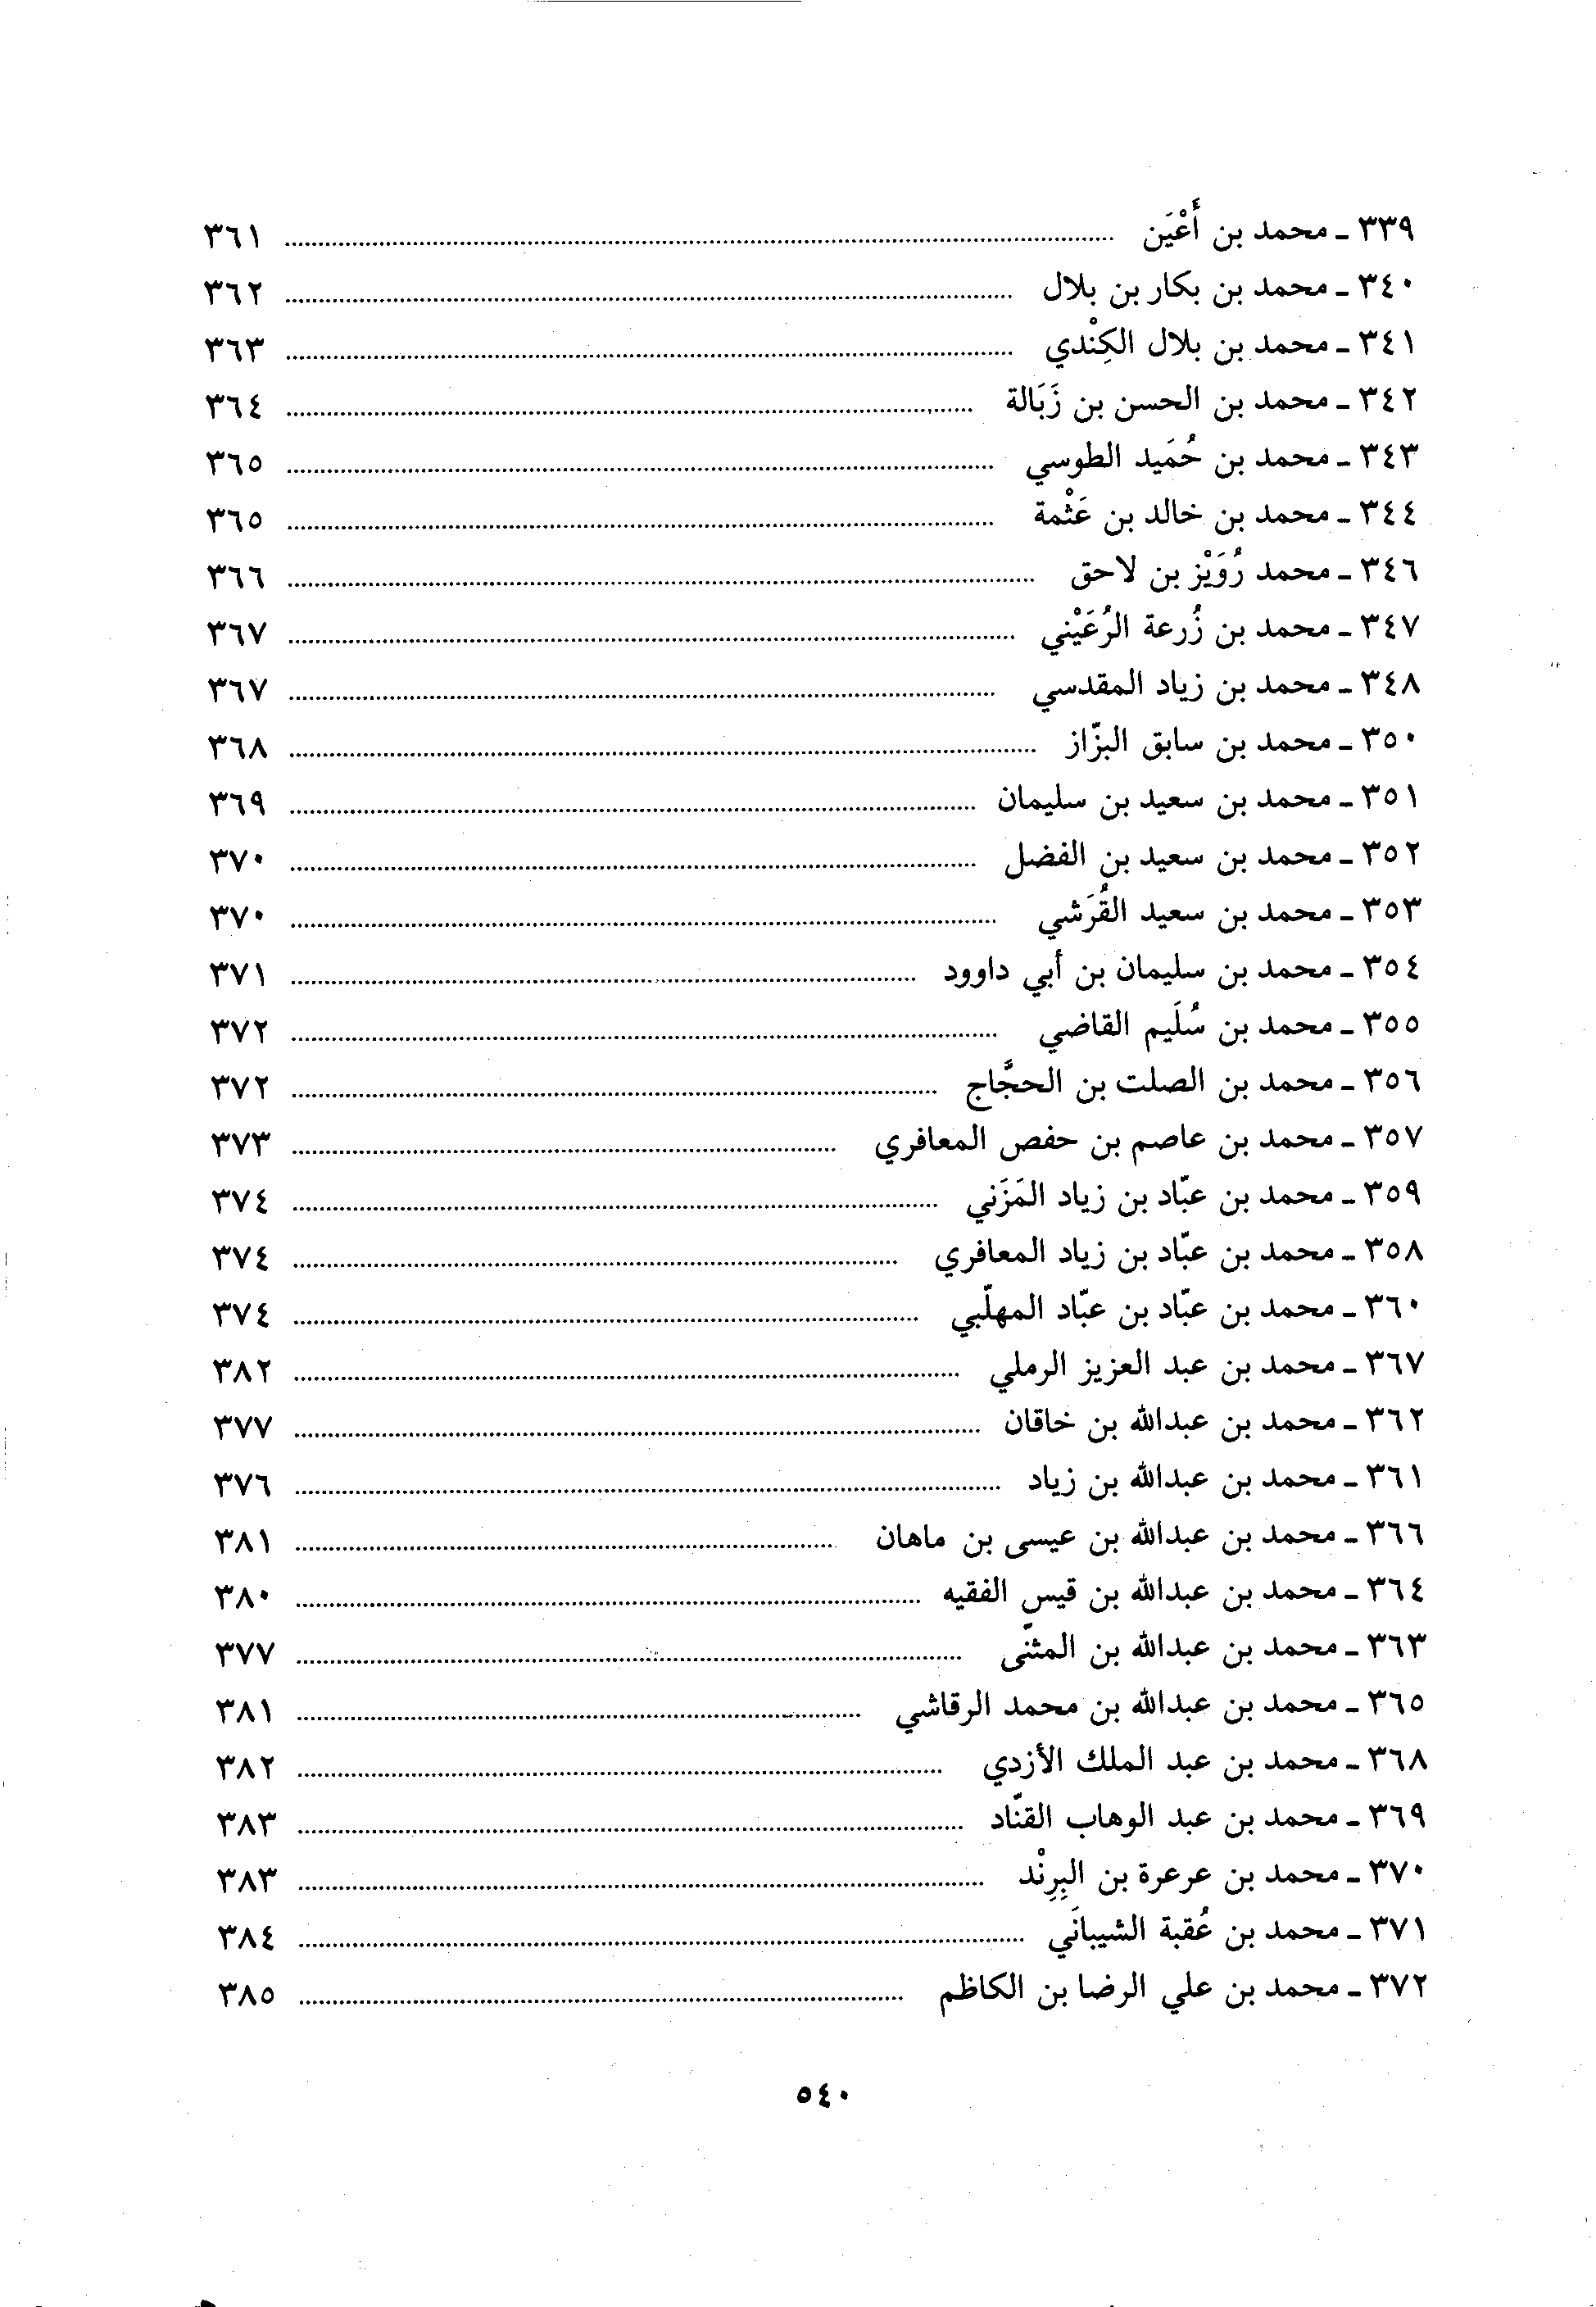 ٣٣٩ ـ محمد بن أَعْيَن .......... ٣٦١
٣٤٠ ـ محمد بن بكار بن بلال .......... ٣٦٢
٣٤١ ـ محمد بن بلال الكِنْدي .......... ٣٦٣
٣٤٢ ـ محمد بن الحسن بن زَبَالة .......... ٣٦٤
٣٤٣ ـ محمد بن حُمَيد الطوسي .......... ٣٦٥
٣٤٤ ـ محمد بن خالد بن عَثْمة .......... ٣٦٥
٣٤٦ ـ محمد رُوَيْز بن لاحق .......... ٣٦٦
٣٤٧ ـ محمد بن زُرعة الرُعَيْني .......... ٣٦٧
٣٤٨ ـ محمد بن زياد المقدسي .......... ٣٦٧
٣٥٠ ـ محمد بن سابق البزّاز .......... ٣٦٨
٣٥١ ـ محمد بن سعيد بن سليمان .......... ٣٦٩
٣٥٢ ـ محمد بن سعيد بن الفضل .......... ٣٧٠
٣٥٣ ـ محمد بن سعيد القُرَشي .......... ٣٧٠
٣٥٤ ـ محمد بن سليمان بن أبي داوود .......... ٣٧١
٣٥٥ ـ محمد بن سُلَيم القاضي .......... ٣٧٢
٣٥٦ ـ محمد بن الصلت بن الحجَّاج .......... ٣٧٢
٣٥٧ ـ محمد بن عاصم بن حفص المعافري .......... ٣٧٣
٣٥٩ ـ محمد بن عبّاد بن زياد المَزَني .......... ٣٧٤
٣٥٨ ـ محمد بن عبّاد بن زياد المعافري .......... ٣٧٤
٣٦٠ ـ محمد بن عبّاد بن عبّاد المهلّبي .......... ٣٧٤
٣٦٧ ـ محمد بن عبد العزيز الرملي .......... ٣٨٢
٣٦٢ ـ محمد بن عبدالله بن خاقان .......... ٣٧٧
٣٦١ ـ محمد بن عبدالله بن زياد .......... ٣٧٦
٣٦٦ ـ محمد بن عبدالله بن عيسى بن ماهان .......... ٣٨١
٣٦٤ ـ محمد بن عبدالله بن قيس الفقيه .......... ٣٨٠
٣٦٣ ـ محمد بن عبدالله بن المثنّى .......... ٣٧٧
٣٦٥ ـ محمد بن عبدالله بن محمد الرقاشي .......... ٣٨١
٣٦٨ ـ محمد بن عبد الملك الأزدي .......... ٣٨٢
٣٦٩ ـ محمد بن عبد الوهاب القنّاد .......... ٣٨٣
٣٧٠ ـ محمد بن عرعرة بن البِرِنْد .......... ٣٨٣
٣٧١ ـ محمد بن عُقبة الشيبانَي .......... ٣٨٤
٣٧٢ ـ محمد بن علي الرضا بن الكاظم .......... ٣٨٥
٥٤٠